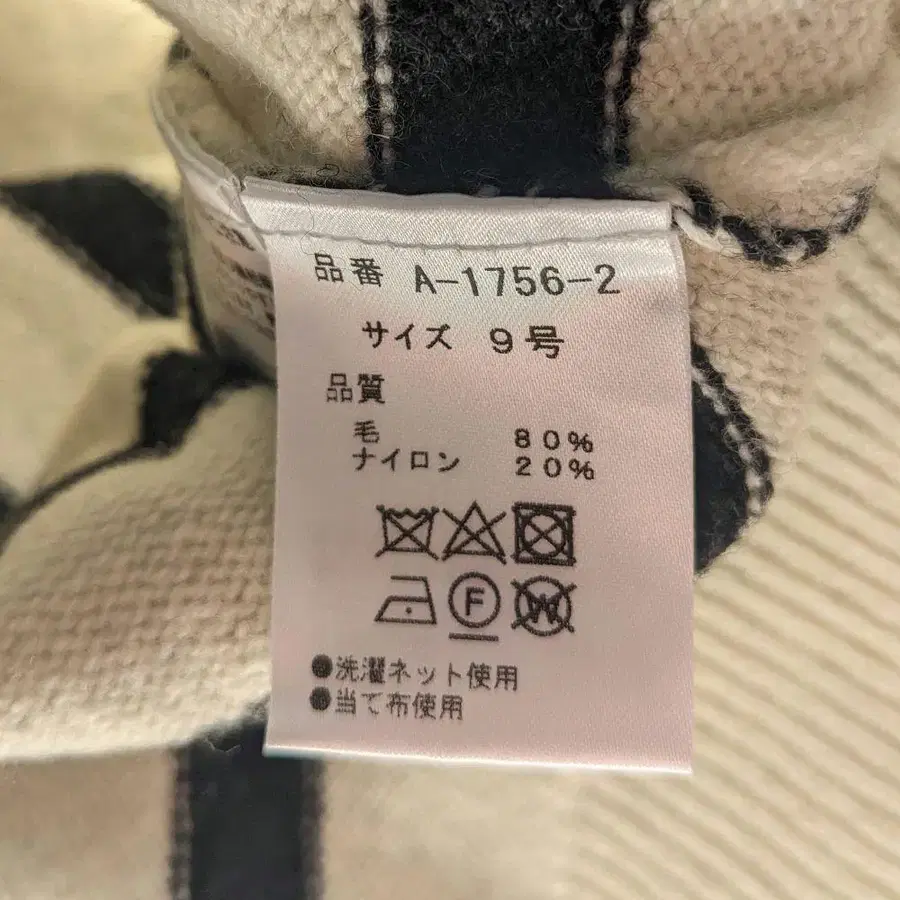 品番 A-1756-2
サイズ 9号
品質
毛 80%
ナイロン 20%
F
W
●洗濯ネット使用
●当て布使用